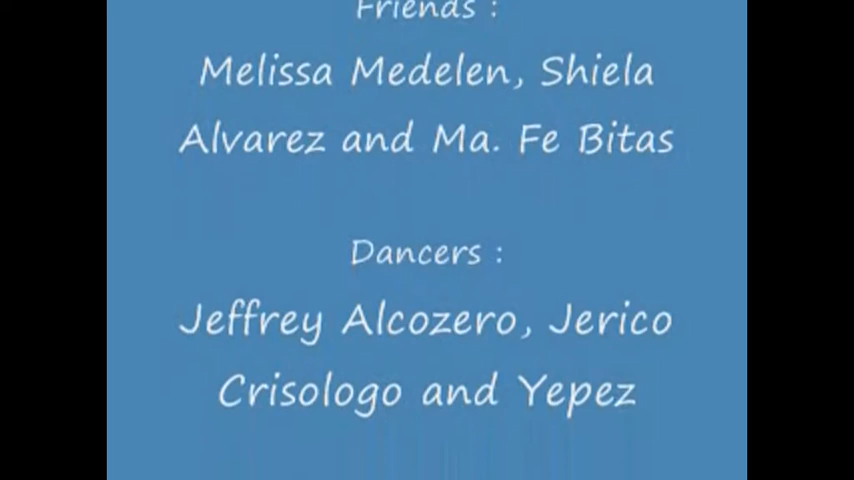 Friends :
Melissa Medelen, Shiela
Alvarez and Ma. Fe Bitas
Dancers :
Jeffrey Alcozero, Jerico
Crisologo and Yepez